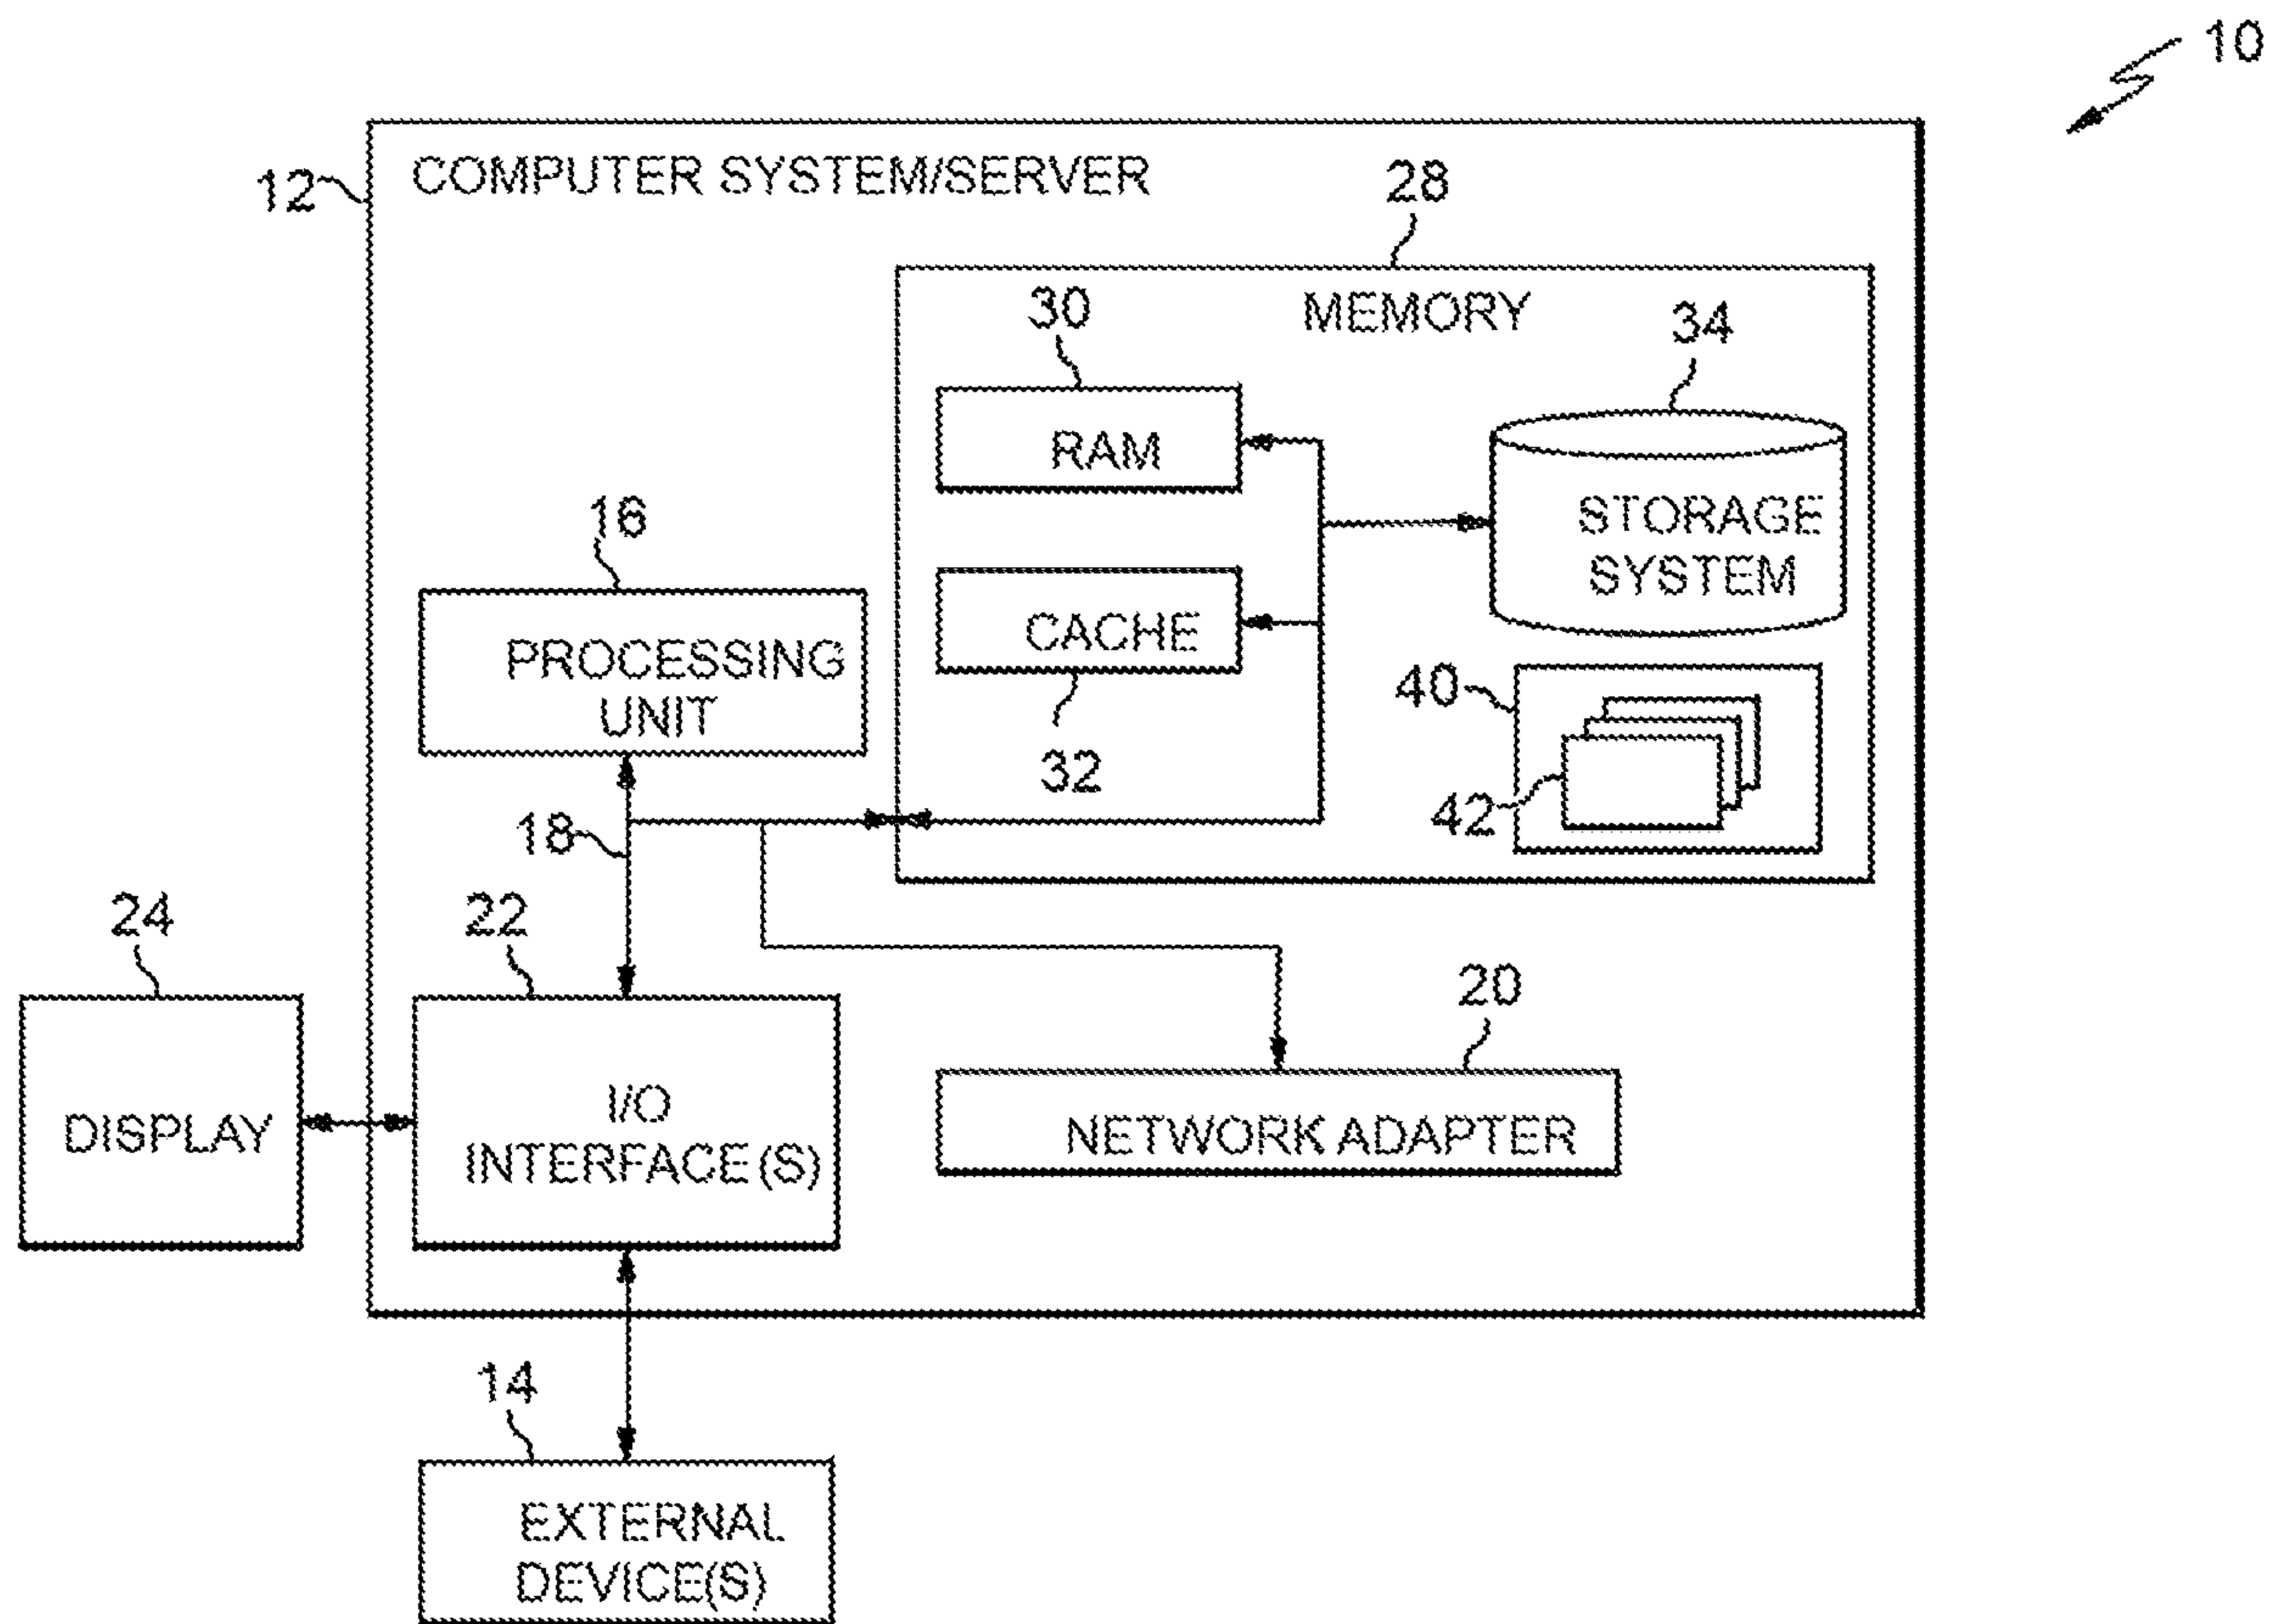 10
12
COMPUTER SYSTEM/SERVER
28
MEMORY
30
34
RAM
STORAGE
SYSTEM
16
PROCESSING
UNIT
CACHE
32
40
42
18
24
22
20
DISPLAY
I/O
INTERFACE(S)
NETWORK ADAPTER
14
EXTERNAL
DEVICE(S)